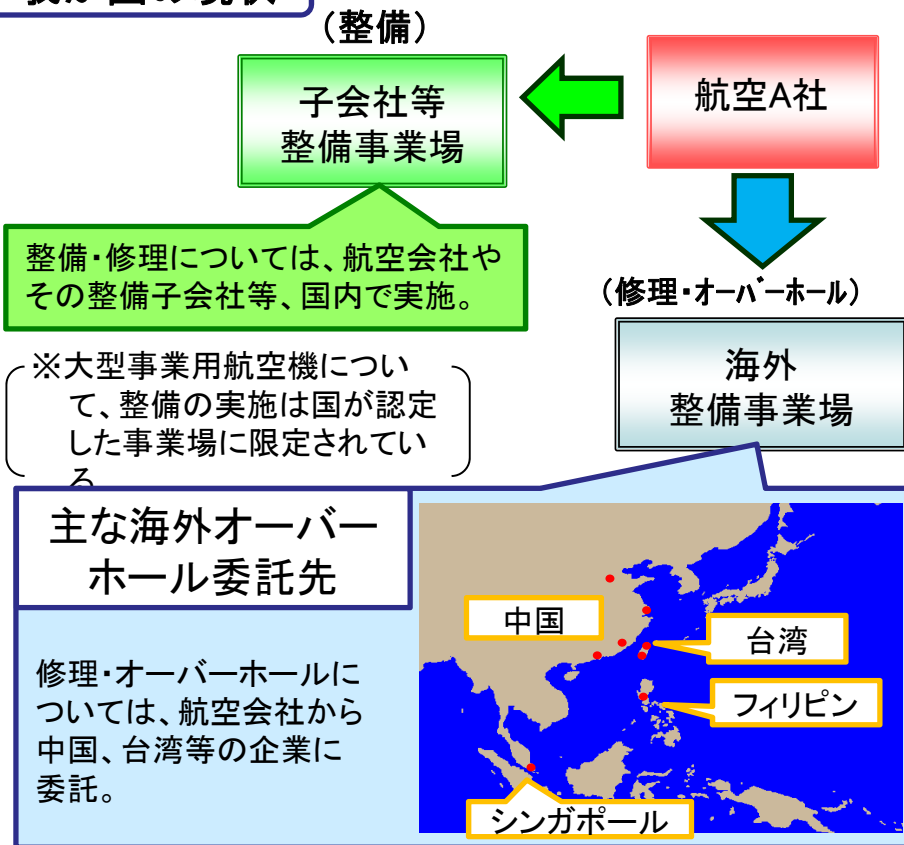 (整備)
子会社等
整備事業場
航空A社
整備・修理については、航空会社や
その整備子会社等、国内で実施。
(修理・オーバーホール)
※大型事業用航空機につい
て、整備の実施は国が認定
した事業場に限定されてい
る
海外
整備事業場
主な海外オーバー
ホール委託先
修理・オーバーホールに
ついては、航空会社から
中国、台湾等の企業に
委託。
中国
台湾
フィリピン
シンガポール